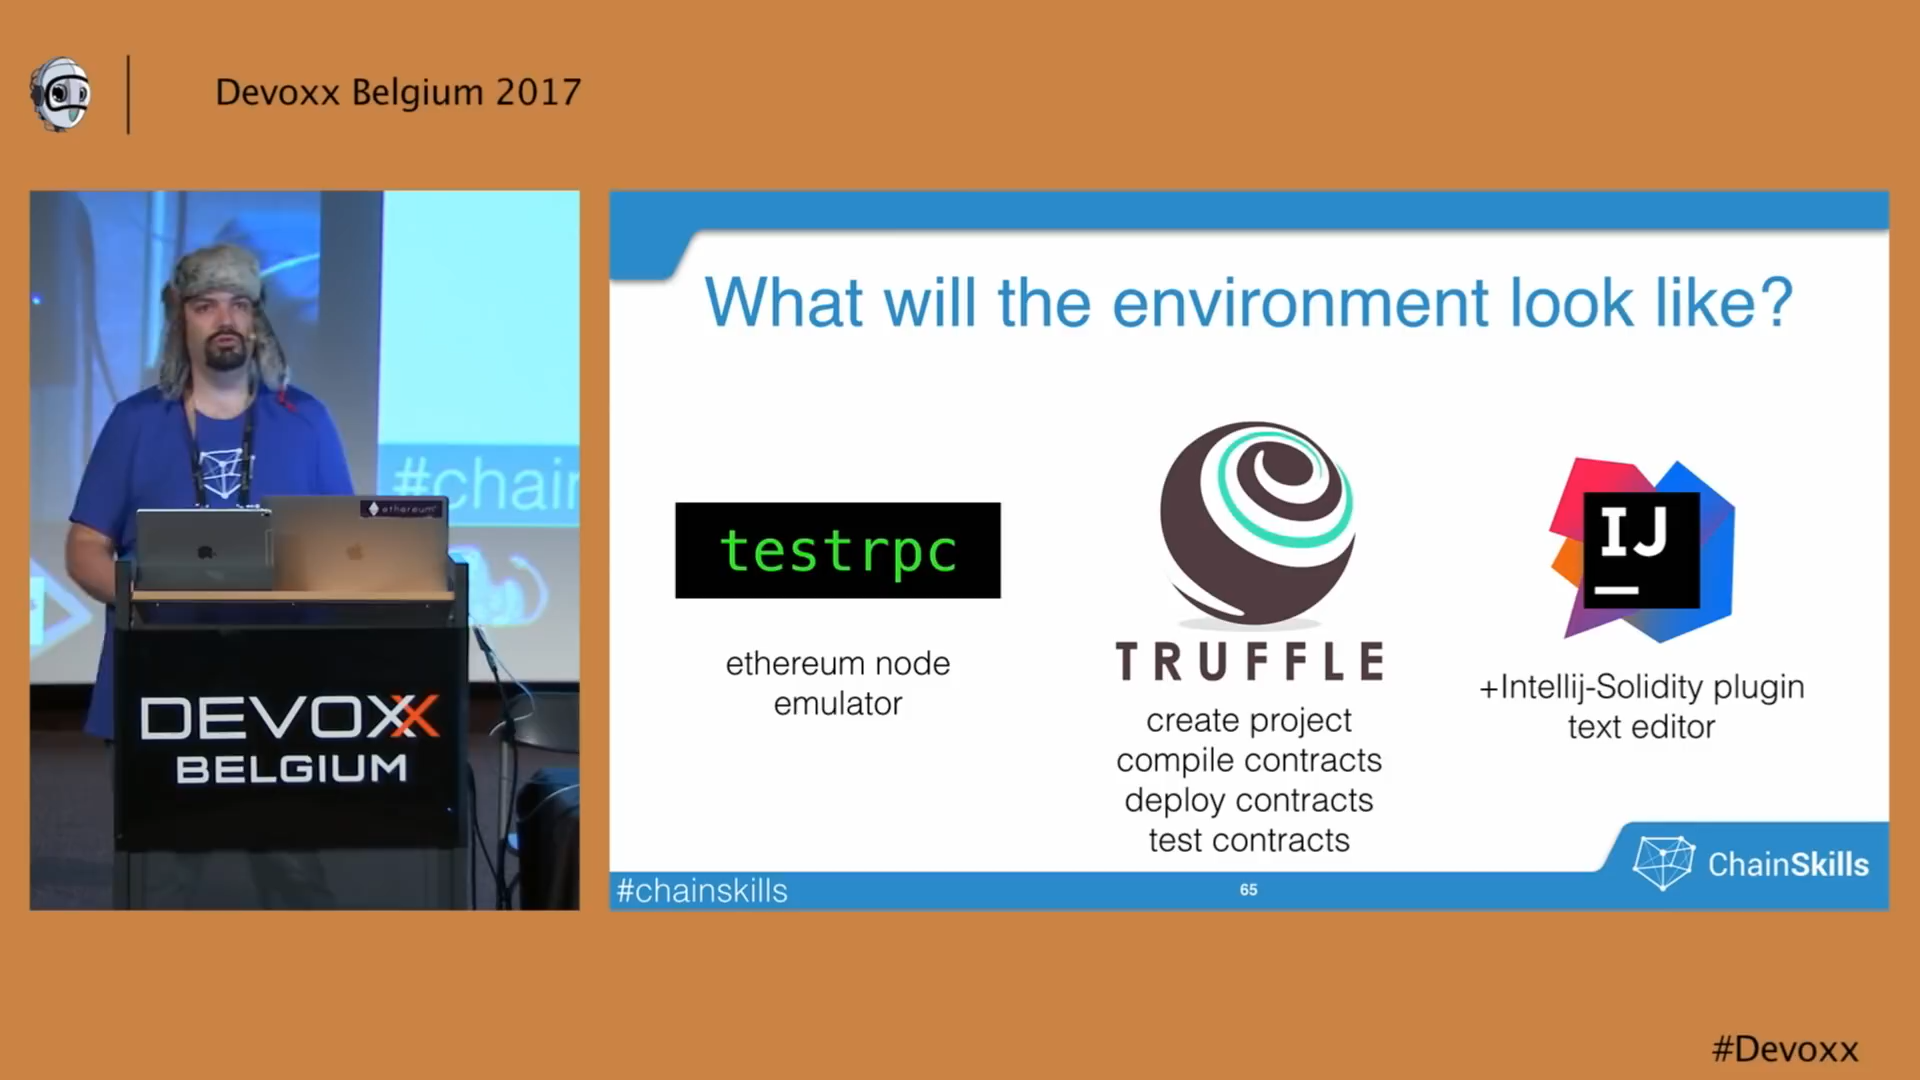 Devoxx Belgium 2017
#chain
ethereum
DEVOXX
BELGIUM
What will the environment look like?
testrpc
ethereum node
emulator
TRUFFLE
create project
compile contracts
deploy contracts
test contracts
IJ
+Intellij-Solidity plugin
text editor
#chainskills
65
ChainSkills
#Devoxx